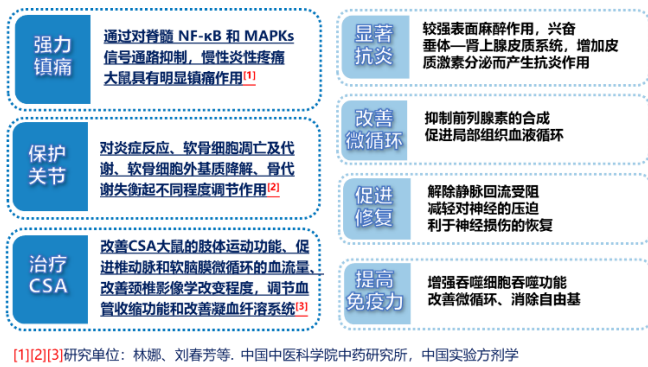 强力
镇痛
通过对脊髓 NF-κB 和 MAPKs
信号通路抑制，慢性炎性疼痛
大鼠具有明显镇痛作用[1]
保护
关节
对炎症反应、软骨细胞凋亡及代
谢、软骨细胞外基质降解、骨代
谢失衡起不同程度调节作用[2]
治疗
CSA
改善CSA大鼠的肢体运动功能、促
进椎动脉和软脑膜微循环的血流量、
改善颈椎影像学改变程度，调节血
管收缩功能和改善凝血纤溶系统[3]
显著
抗炎
较强表面麻醉作用，兴奋
垂体—肾上腺皮质系统，增加皮
质激素分泌而产生抗炎作用
改善
微循环
抑制前列腺素的合成
促进局部组织血液循环
促进
修复
解除静脉回流受阻
减轻对神经的压迫
利于神经损伤的恢复
提高
免疫力
增强吞噬细胞吞噬功能
改善微循环、消除自由基
[1][2][3]研究单位：林娜、刘春芳等. 中国中医科学院中药研究所，中国实验方剂学